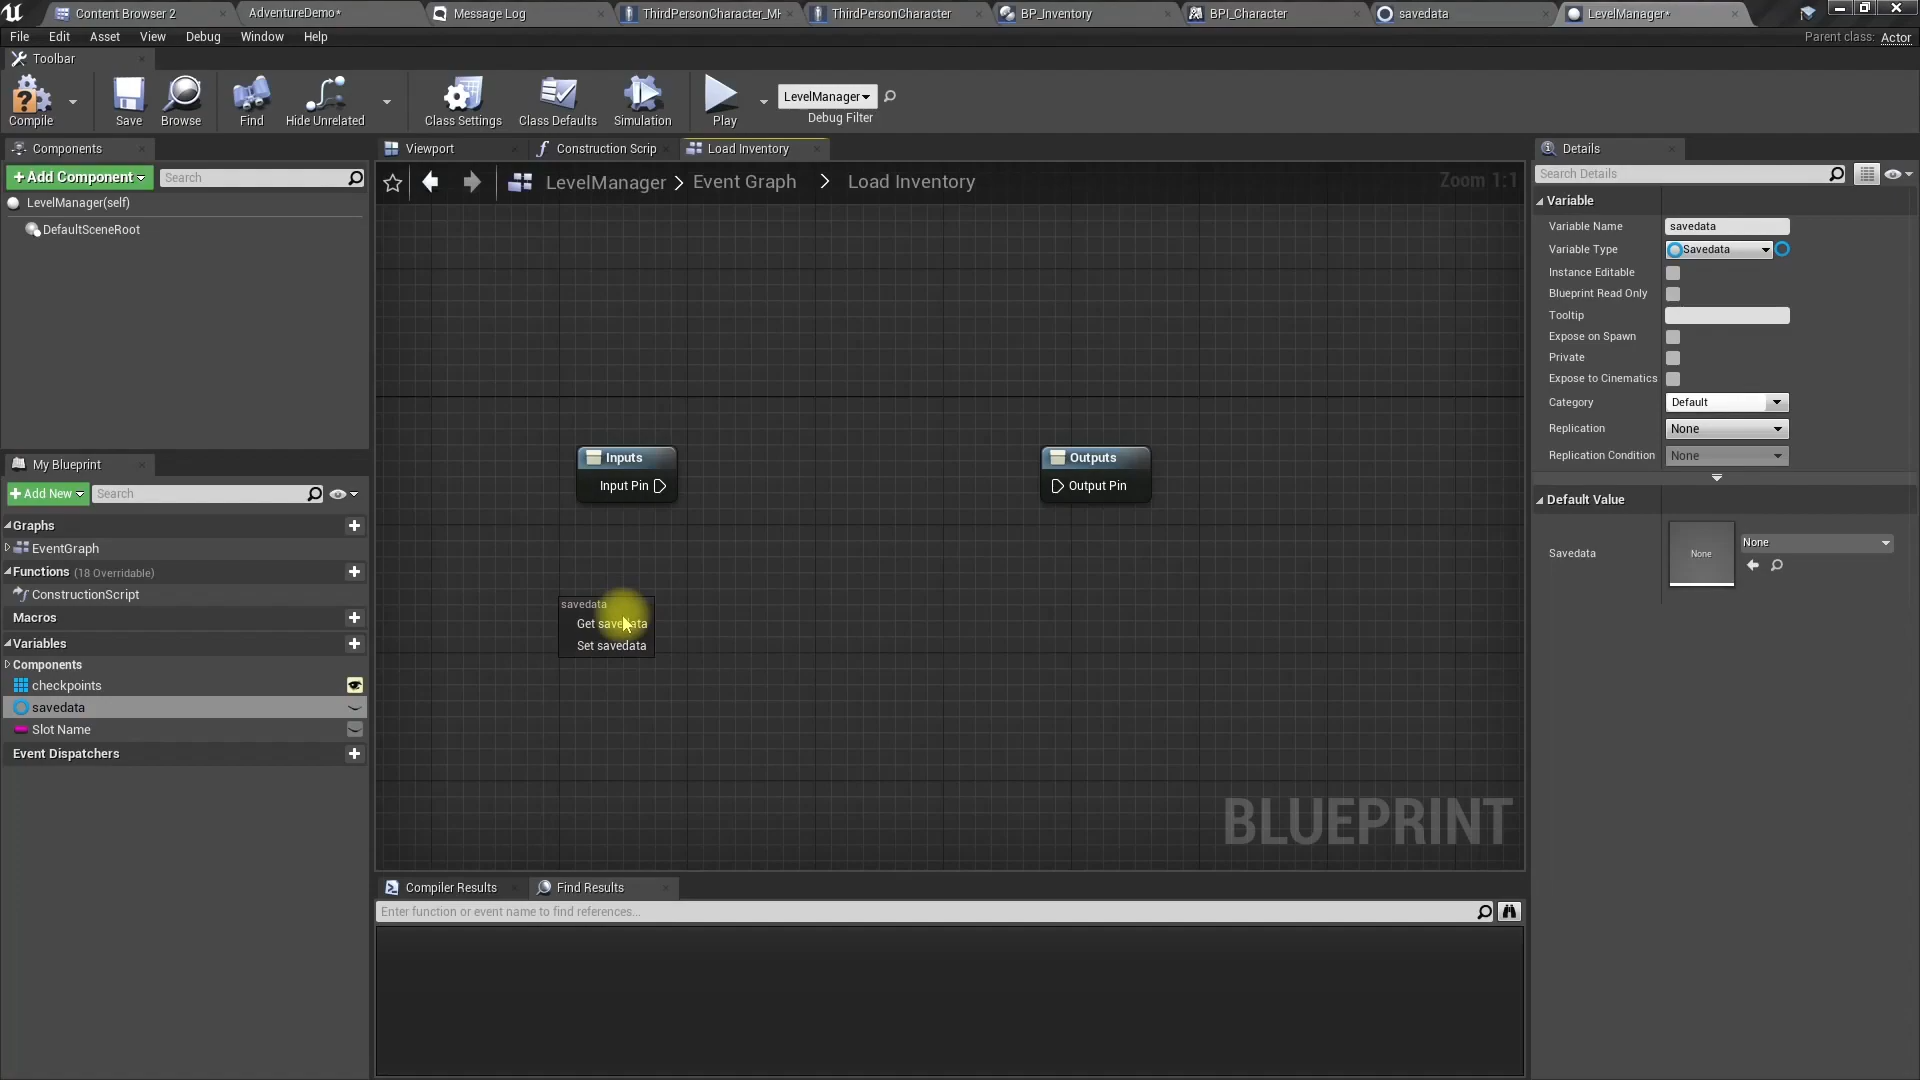 Content Browser 2
AdventureDemo*
Message Log
ThirdPersonCharacter_M
ThirdPersonCharacter
BP_Inventory
BPI_Character
savedata
LevelManager*
File Edit Asset View Debug Window Help
Parent class: Actor
Toolbar
Compile
Save
Browse
Find
Hide Unrelated
Class Settings
Class Defaults
Simulation
Play
LevelManager
Debug Filter
Components
+Add Component
Search
LevelManager(self)
DefaultSceneRoot
My Blueprint
+Add New
Search
Graphs
EventGraph
Functions (18 Overridable)
ConstructionScript
Macros
Variables
Components
checkpoints
savedata
Slot Name
Event Dispatchers
Viewport
Construction Scrip
Load Inventory
LevelManager > Event Graph > Load Inventory
Zoom 1:1
Inputs
Input Pin
Outputs
Output Pin
savedata
Get savedata
Set savedata
BLUEPRINT
Compiler Results
Find Results
Enter function or event name to find references...
Details
Search Details
Variable
Variable Name savedata
Variable Type Savedata
Instance Editable
Blueprint Read Only
Tooltip
Expose on Spawn
Private
Expose to Cinematics
Category Default
Replication None
Replication Condition None
Default Value
Savedata
None
None